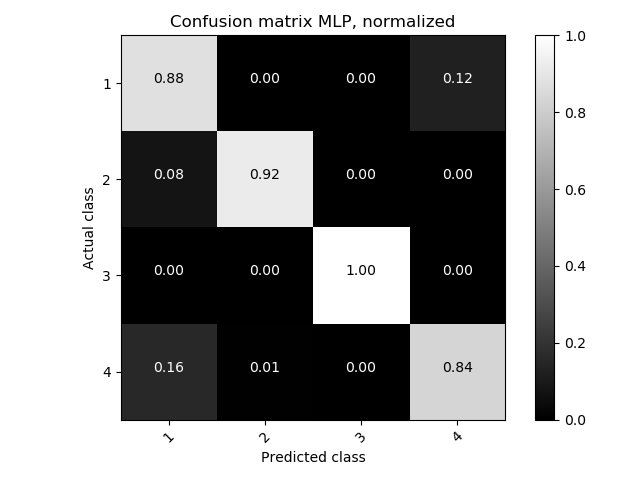 Confusion matrix MLP, normalized
1 0.88 0.00 0.00 0.12
2 0.08 0.92 0.00 0.00
3 0.00 0.00 1.00 0.00
4 0.16 0.01 0.00 0.84
1 2 3 4
Actual class
Predicted class
1.0
0.8
0.6
0.4
0.2
0.0